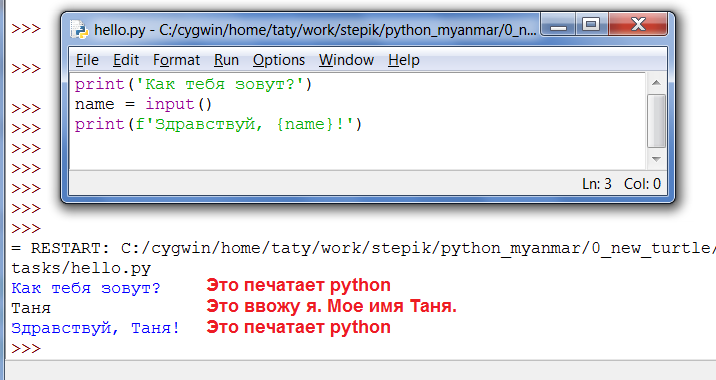 >>>
hello.py - C:/cygwin/home/taty/work/stepik/python_myanmar/0_n...
File Edit Format Run Options Window Help
>>>
print('Как тебя зовут?')
name = input()
print(f'Здравствуй, {name}!')
>>>
>>>
>>>
>>>
>>>
Ln: 3 Col: 0
>>>
>>>
= RESTART: C:/cygwin/home/taty/work/stepik/python_myanmar/0_new_turtle/
tasks/hello.py
Как тебя зовут? Это печатает python
Таня Это ввожу я. Мое имя Таня.
Здравствуй, Таня! Это печатает python
>>>